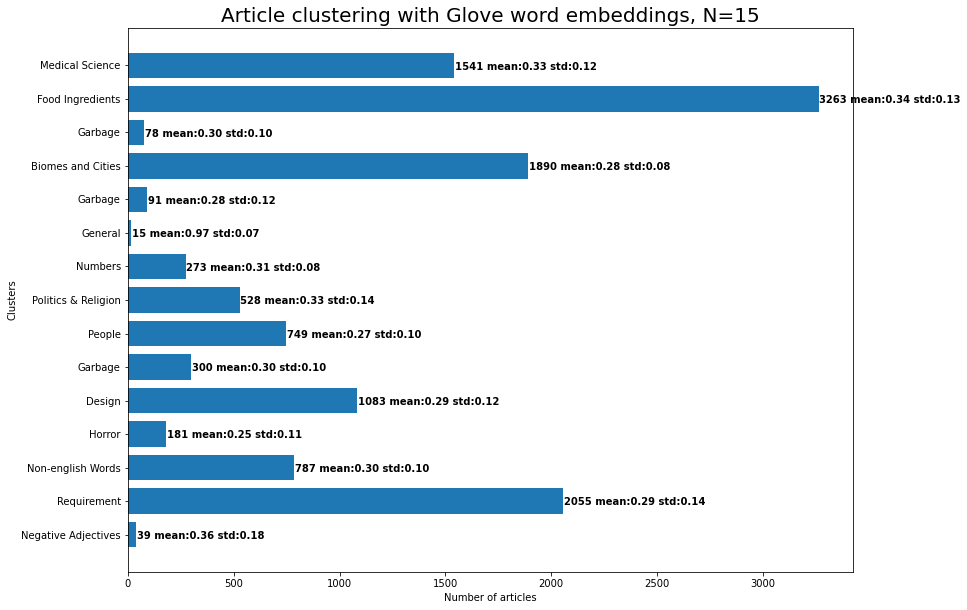 Article clustering with Glove word embeddings, N=15
Medical Science 1541 mean:0.33 std:0.12
Food Ingredients 3263 mean:0.34 std:0.13
Garbage 78 mean:0.30 std:0.10
Biomes and Cities 1890 mean:0.28 std:0.08
Garbage 91 mean:0.28 std:0.12
General 15 mean:0.97 std:0.07
Numbers 273 mean:0.31 std:0.08
Politics & Religion 528 mean:0.33 std:0.14
People 749 mean:0.27 std:0.10
Garbage 300 mean:0.30 std:0.10
Design 1083 mean:0.29 std:0.12
Horror 181 mean:0.25 std:0.11
Non-english Words 787 mean:0.30 std:0.10
Requirement 2055 mean:0.29 std:0.14
Negative Adjectives 39 mean:0.36 std:0.18
Clusters
0 500 1000 1500 2000 2500 3000
Number of articles